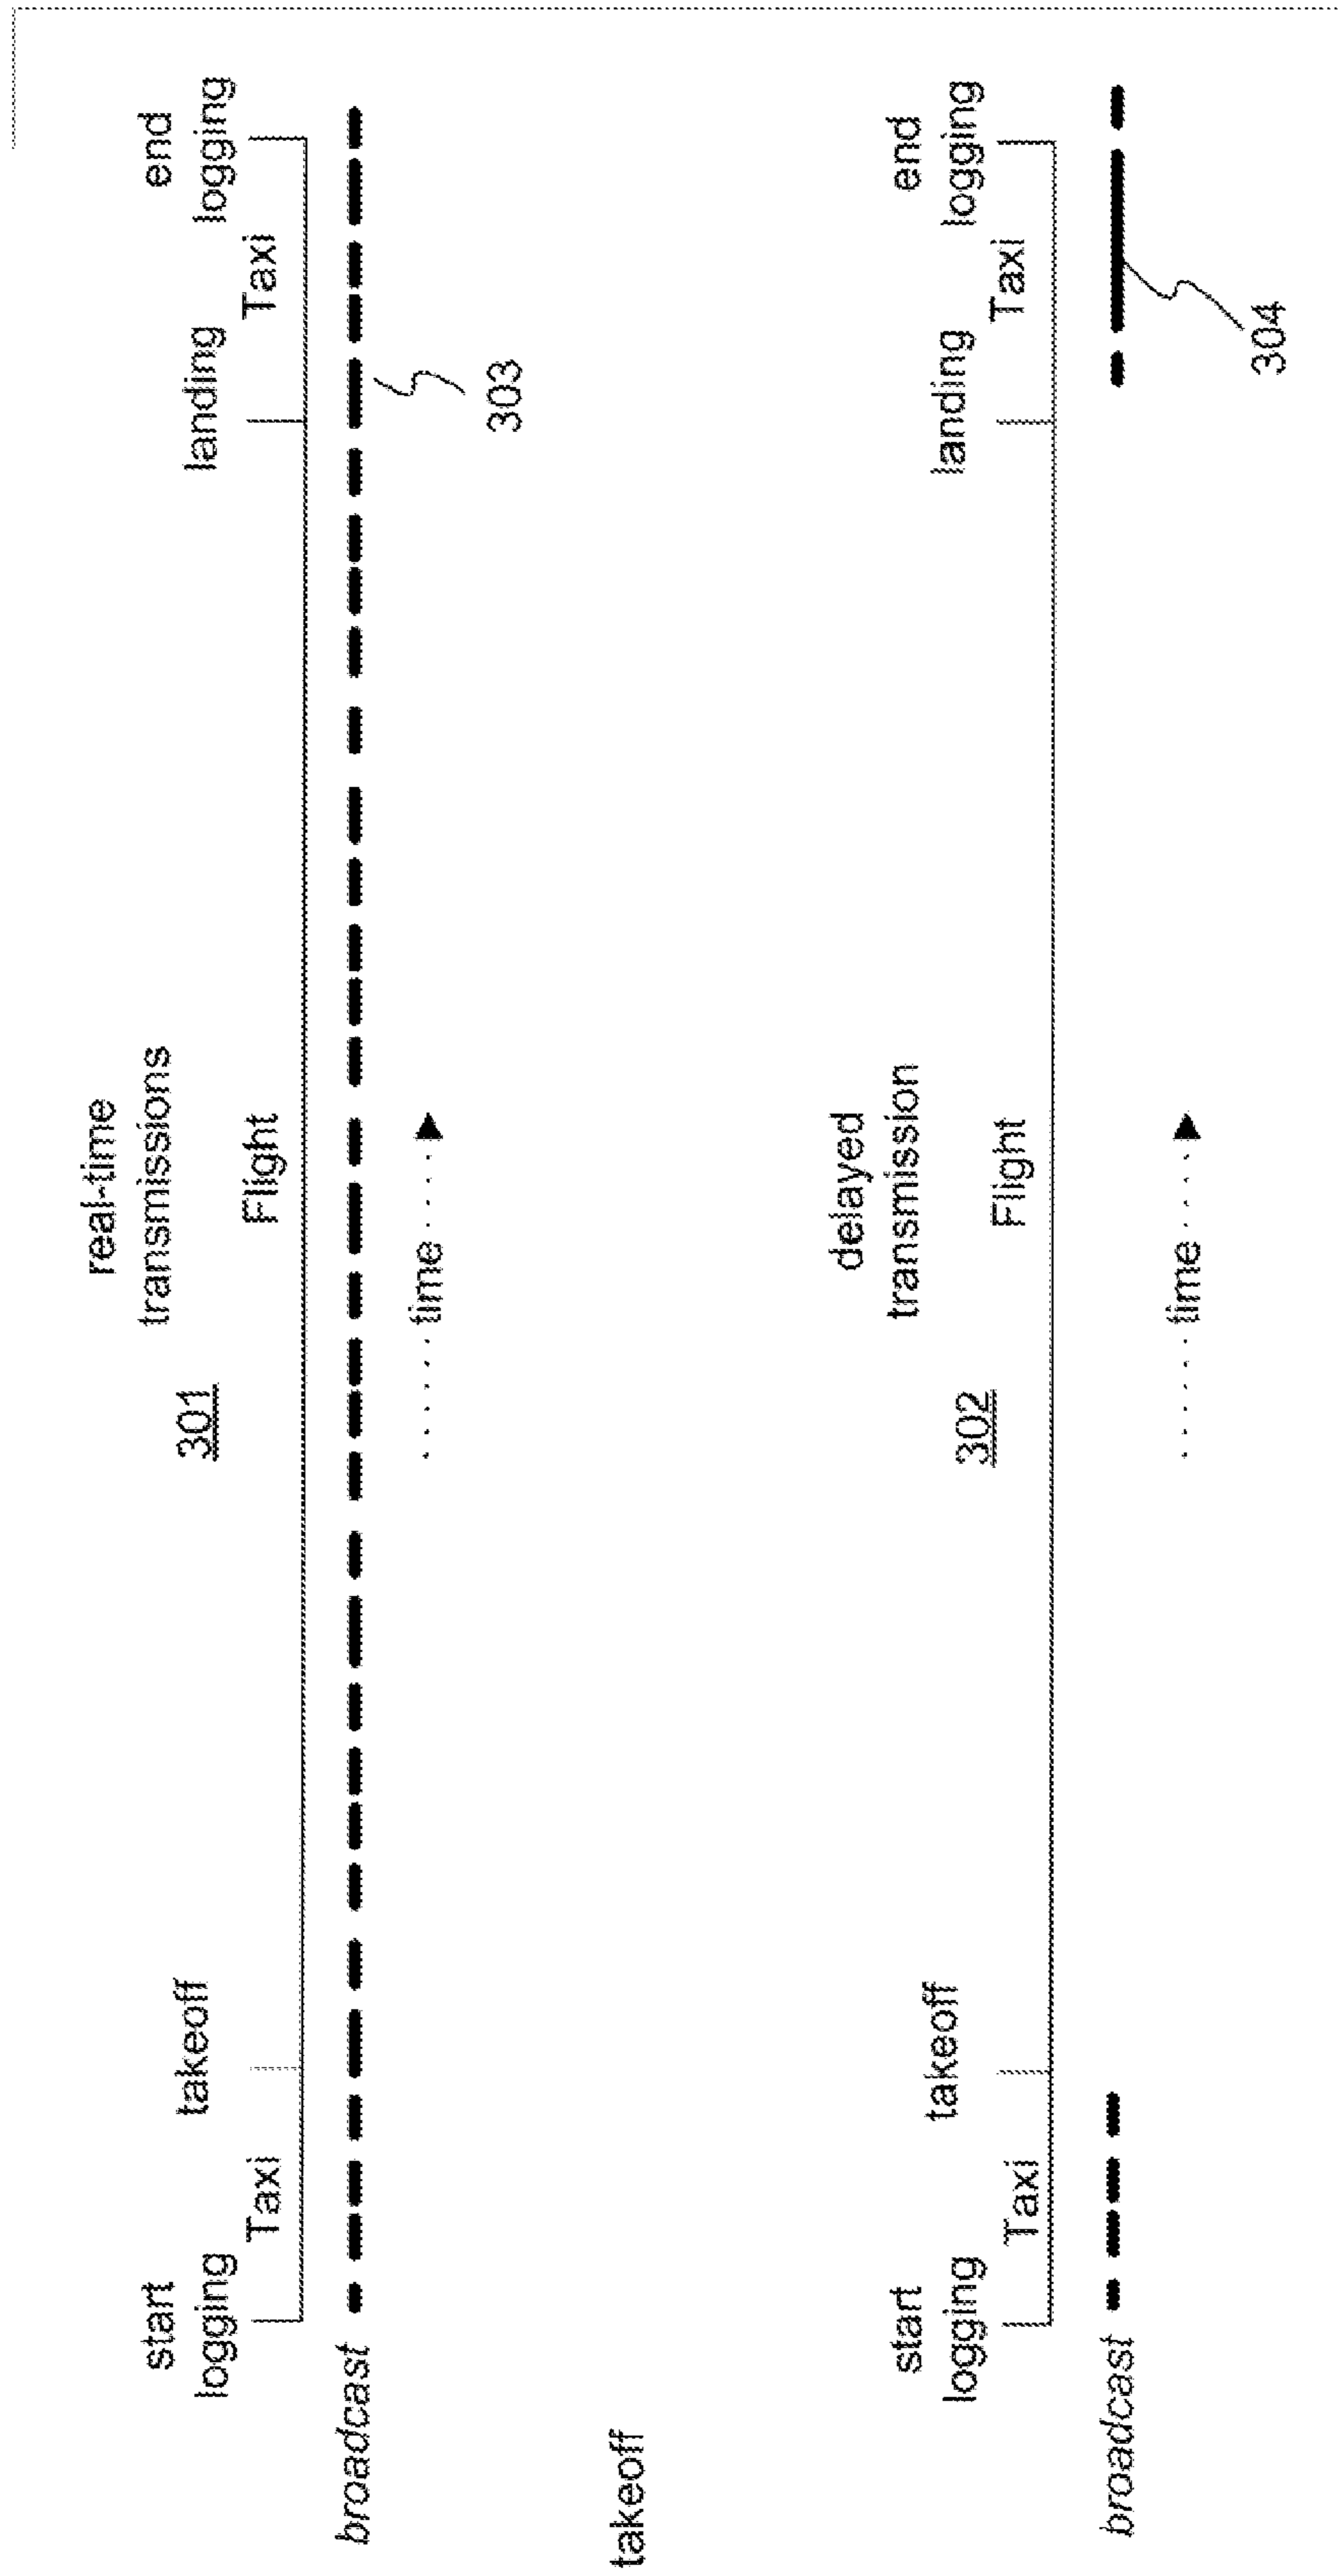 real-time
transmissions
301
start
logging
takeoff
landing
end
logging
Taxi
Flight
Taxi
broadcast
303
time
takeoff
delayed
transmission
302
start
logging
takeoff
landing
end
logging
Taxi
Flight
Taxi
broadcast
304
time